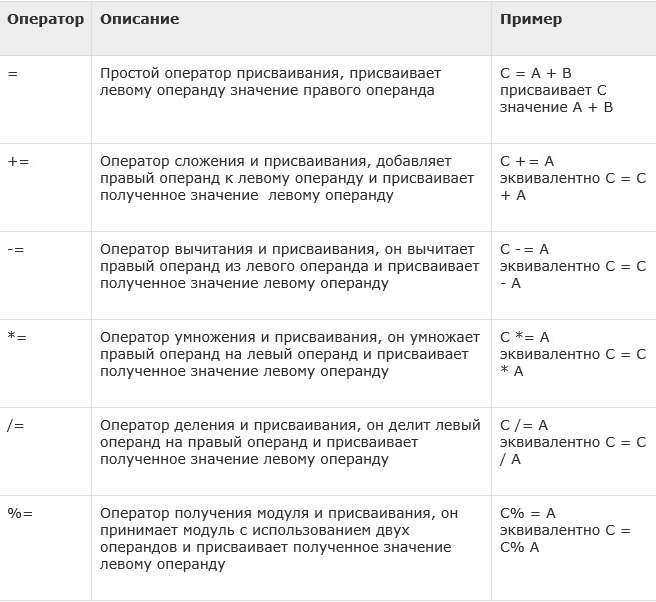 Оператор Описание Пример
= Простой оператор присваивания, присваивает C = A + B
левому операнду значение правого операнда присваивает C
значение A + B
+= Оператор сложения и присваивания, добавляет C += A
правый операнд к левому операнду и присваивает эквивалентно C = C
полученное значение  левому операнду + A
-= Оператор вычитания и присваивания, он вычитает C -= A
правый операнд из левого операнда и присваивает эквивалентно C = C
полученное значение левому операнду - A
*= Оператор умножения и присваивания, он умножает C *= A
правый операнд на левый операнд и присваивает эквивалентно C = C
полученное значение левому операнду * A
/= Оператор деления и присваивания, он делит левый C /= A
операнд на правый операнд и присваивает эквивалентно C = C
полученное значение левому операнду / A
%= Оператор получения модуля и присваивания, он C% = A
принимает модуль с использованием двух эквивалентно C =
операндов и присваивает полученное значение C% A
левому операнду